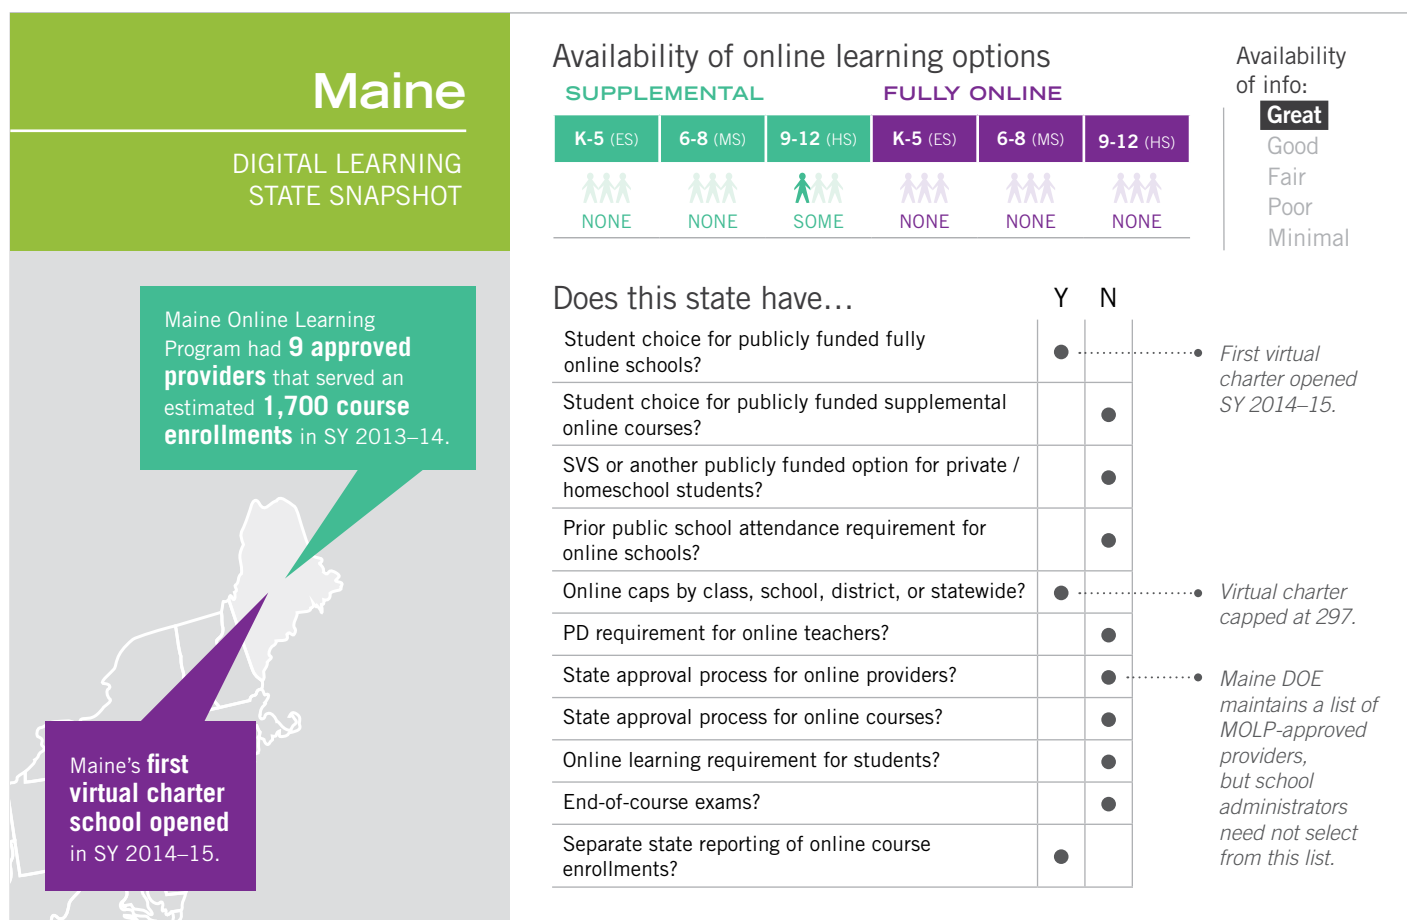 Maine
DIGITAL LEARNING
STATE SNAPSHOT
Maine Online Learning
Program had 9 approved
providers that served an
estimated 1,700 course
enrollments in SY 2013–14.
Maine's first
virtual charter
school opened
in SY 2014–15.
Availability of online learning options
SUPPLEMENTAL FULLY ONLINE
K-5 (ES) 6-8 (MS) 9-12 (HS) K-5 (ES) 6-8 (MS) 9-12 (HS)
NONE NONE SOME NONE NONE NONE
Availability
of info:
Great
Good
Fair
Poor
Minimal
Does this state have… Y N
Student choice for publicly funded fully
online schools?
First virtual
charter opened
SY 2014–15.
Student choice for publicly funded supplemental
online courses?
SVS or another publicly funded option for private /
homeschool students?
Prior public school attendance requirement for
online schools?
Online caps by class, school, district, or statewide?
Virtual charter
capped at 297.
PD requirement for online teachers?
State approval process for online providers?
Maine DOE
maintains a list of
MOLP-approved
providers,
but school
administrators
need not select
from this list.
State approval process for online courses?
Online learning requirement for students?
End-of-course exams?
Separate state reporting of online course
enrollments?